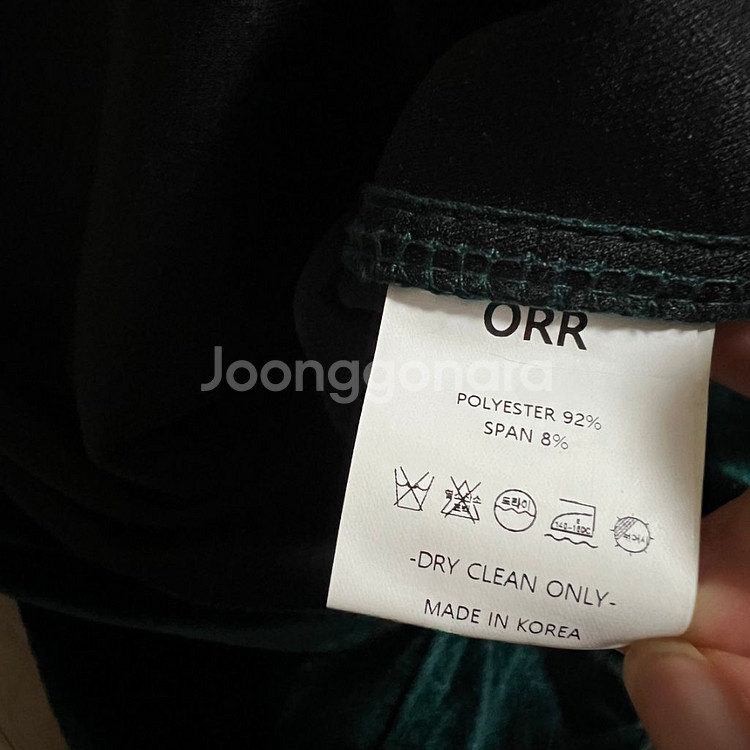 ORR
Joonggonara
POLYESTER 92%
SPAN 8%
드라이
-DRY CLEAN ONLY-
MADE IN KOREA